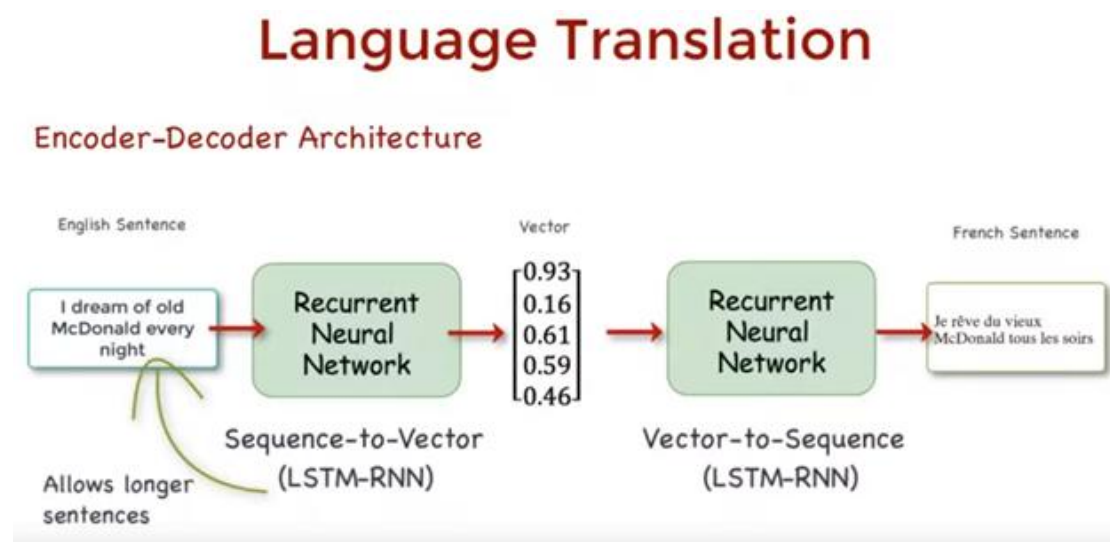 Language Translation
Encoder-Decoder Architecture
English Sentence
I dream of old
McDonald every
night
Recurrent
Neural
Network
Sequence-to-Vector
(LSTM-RNN)
Allows longer
sentences
Vector
0.93
0.16
0.61
0.59
0.46
Recurrent
Neural
Network
Vector-to-Sequence
(LSTM-RNN)
French Sentence
Je rêve du vieux
McDonald tous les soirs